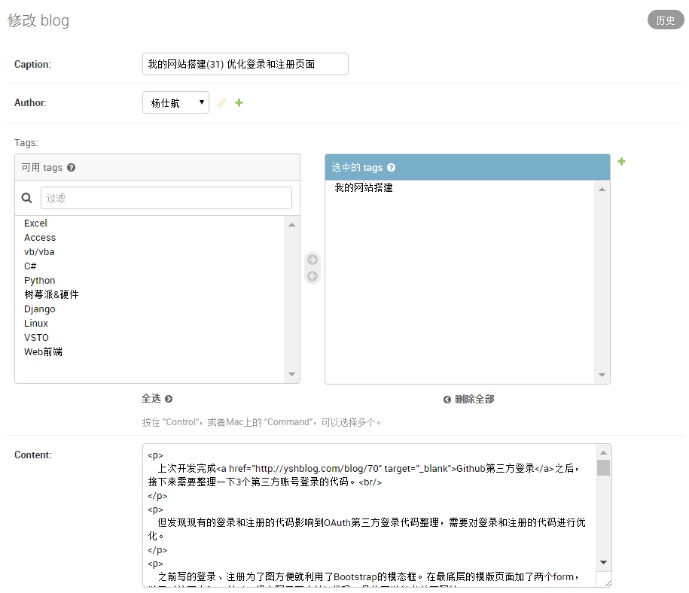 修改 blog
历史
Caption:
我的网站搭建(31) 优化登录和注册页面
Author:
杨仕航
Tags:
可用 tags
过滤
Excel
Access
vb/vba
C#
Python
树莓派&硬件
Django
Linux
VSTO
Web前端
全选
选中的 tags
我的网站搭建
删除全部
按住 "Control"，或者Mac上的 "Command"，可以选择多个。
Content:
<p>
上次开发完成<a href="http://yshblog.com/blog/70" target="_blank">Github第三方登录</a>之后，
接下来需要整理一下3个第三方账号登录的代码。<br/>
</p>
<p>
但发现现有的登录和注册的代码影响到OAuth第三方登录代码整理，需要对登录和注册的代码进行优
化。
</p>
<p>
之前写的登录、注册为了图方便就利用了Bootstrap的模态框。在最底层的模版页面加了两个form，